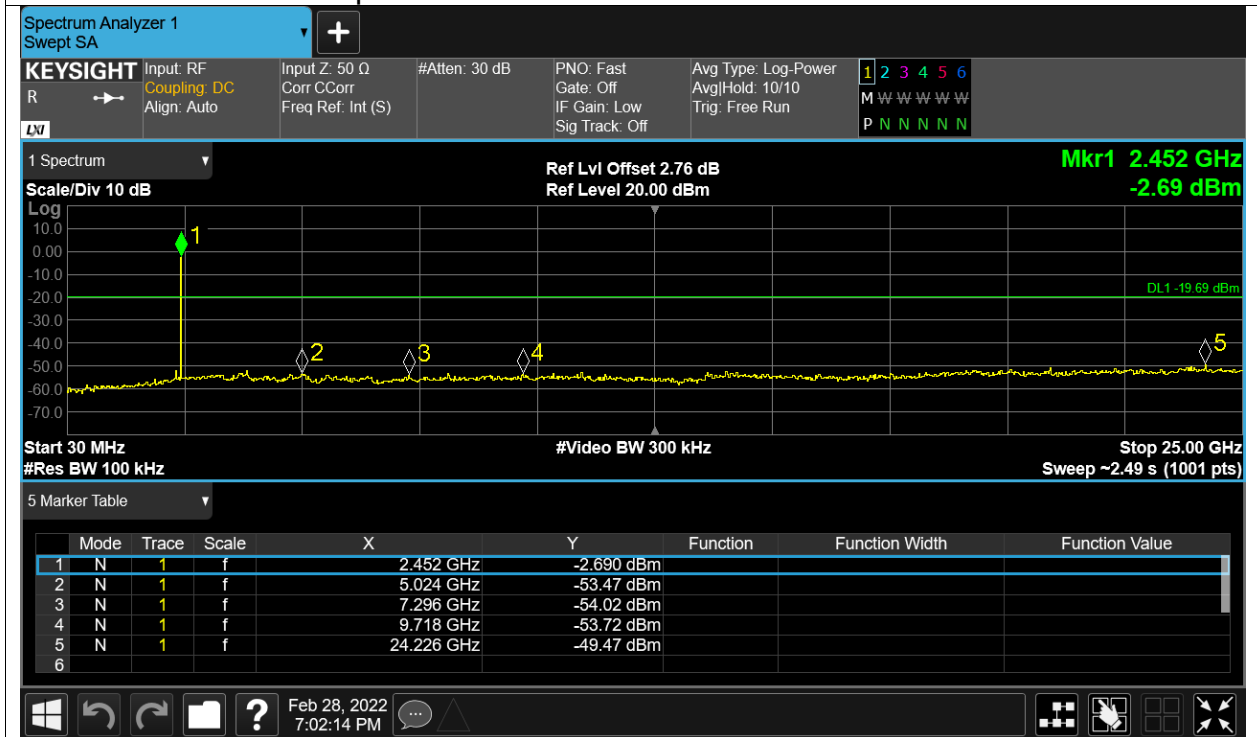 Spectrum Analyzer 1
Swept SA
+
KEYSIGHT Input: RF Input Z: 50 Ω #Atten: 30 dB PNO: Fast Avg Type: Log-Power 1 2 3 4 5 6
R Coupling: DC Corr CCorr Gate: Off Avg|Hold: 10/10 M W W W W W
Align: Auto Freq Ref: Int (S) IF Gain: Low Trig: Free Run
LXI Sig Track: Off P N N N N N
1 Spectrum Ref Lvl Offset 2.76 dB Mkr1 2.452 GHz
Scale/Div 10 dB Ref Level 20.00 dBm -2.69 dBm
Log
10.0
1
0.00
-10.0
-20.0
DL1 -19.69 dBm
-30.0
-40.0
2 3 4 5
-50.0
-60.0
-70.0
Start 30 MHz #Video BW 300 kHz Stop 25.00 GHz
#Res BW 100 kHz Sweep ~2.49 s (1001 pts)
5 Marker Table
Mode Trace Scale X Y Function Function Width Function Value
1 N 1 f 2.452 GHz -2.690 dBm
2 N 1 f 5.024 GHz -53.47 dBm
3 N 1 f 7.296 GHz -54.02 dBm
4 N 1 f 9.718 GHz -53.72 dBm
5 N 1 f 24.226 GHz -49.47 dBm
6
? Feb 28, 2022
7:02:14 PM